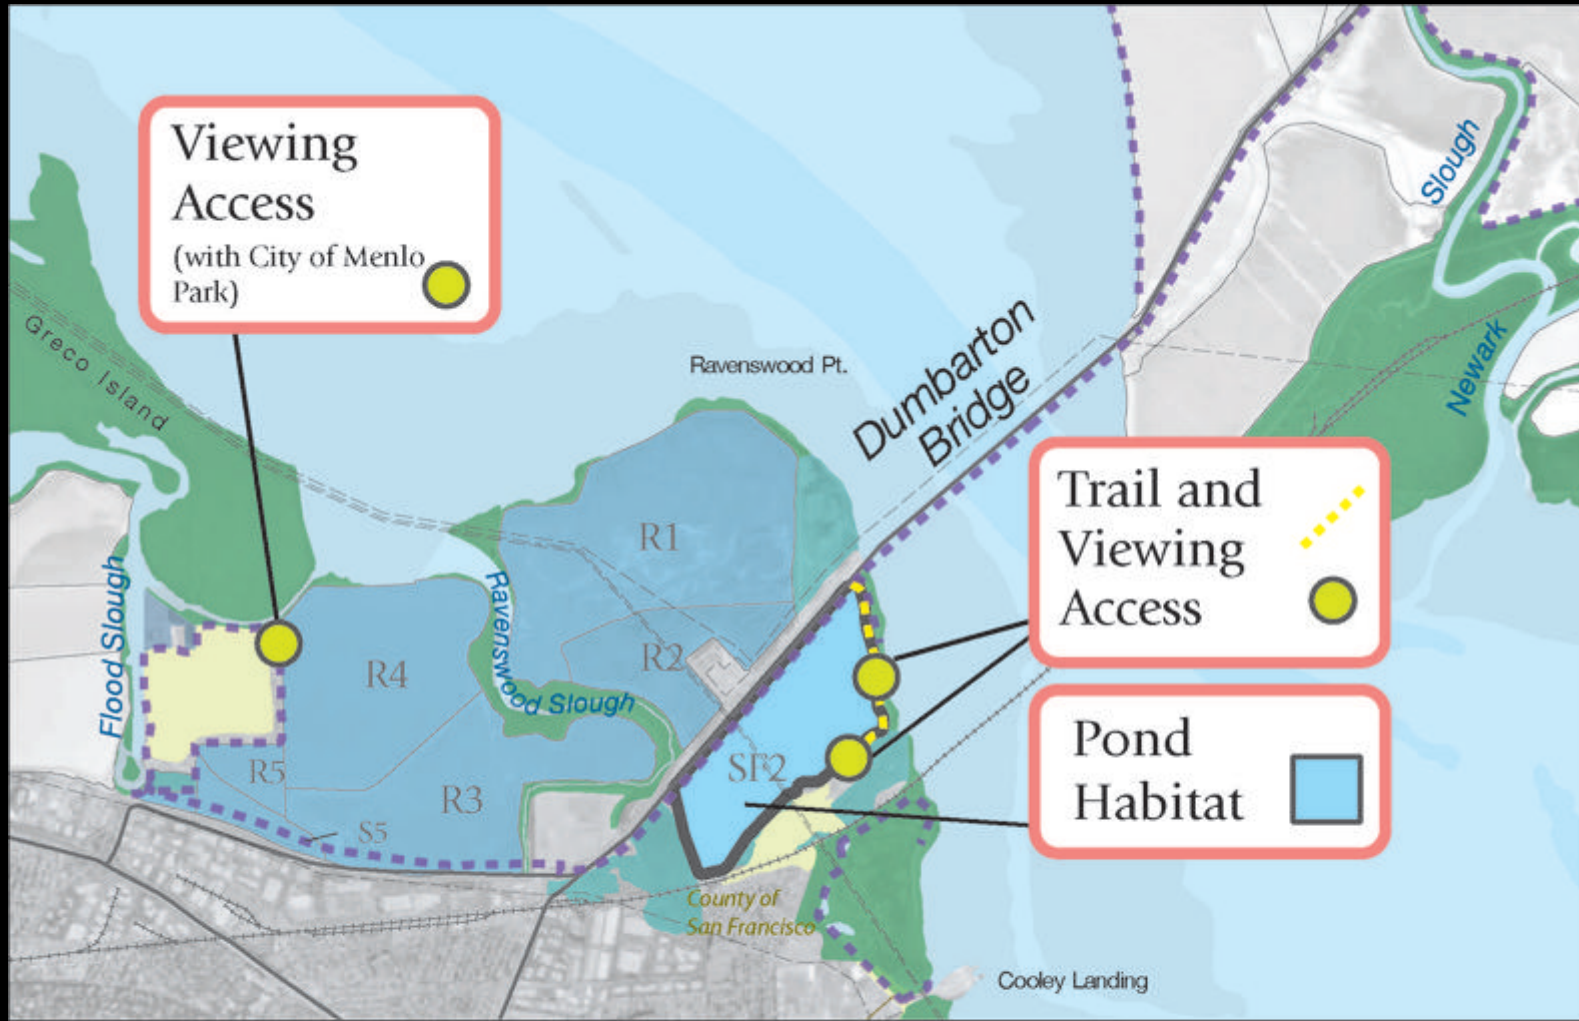 Viewing
Access
(with City of Menlo
Park)
Greco Island
Ravenswood Pt.
Dumbarton
Bridge
Slough
Newark
Trail and
Viewing
Access
R1
R2
Flood Slough
Ravenswood Slough
R4
R5
R3
S5
SF2
Pond
Habitat
County of
San Francisco
Cooley Landing